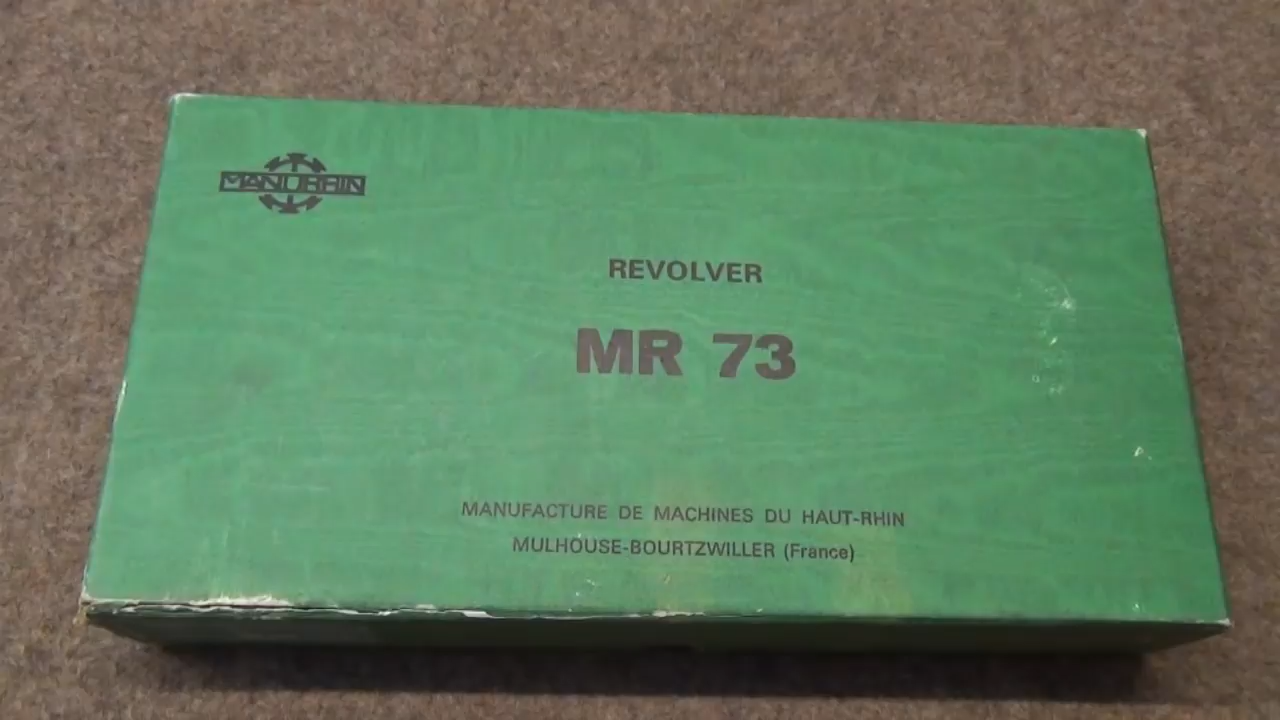 MANURHIN
REVOLVER
MR 73
MANUFACTURE DE MACHINES DU HAUT-RHIN
MULHOUSE-BOURTZWILLER (France)